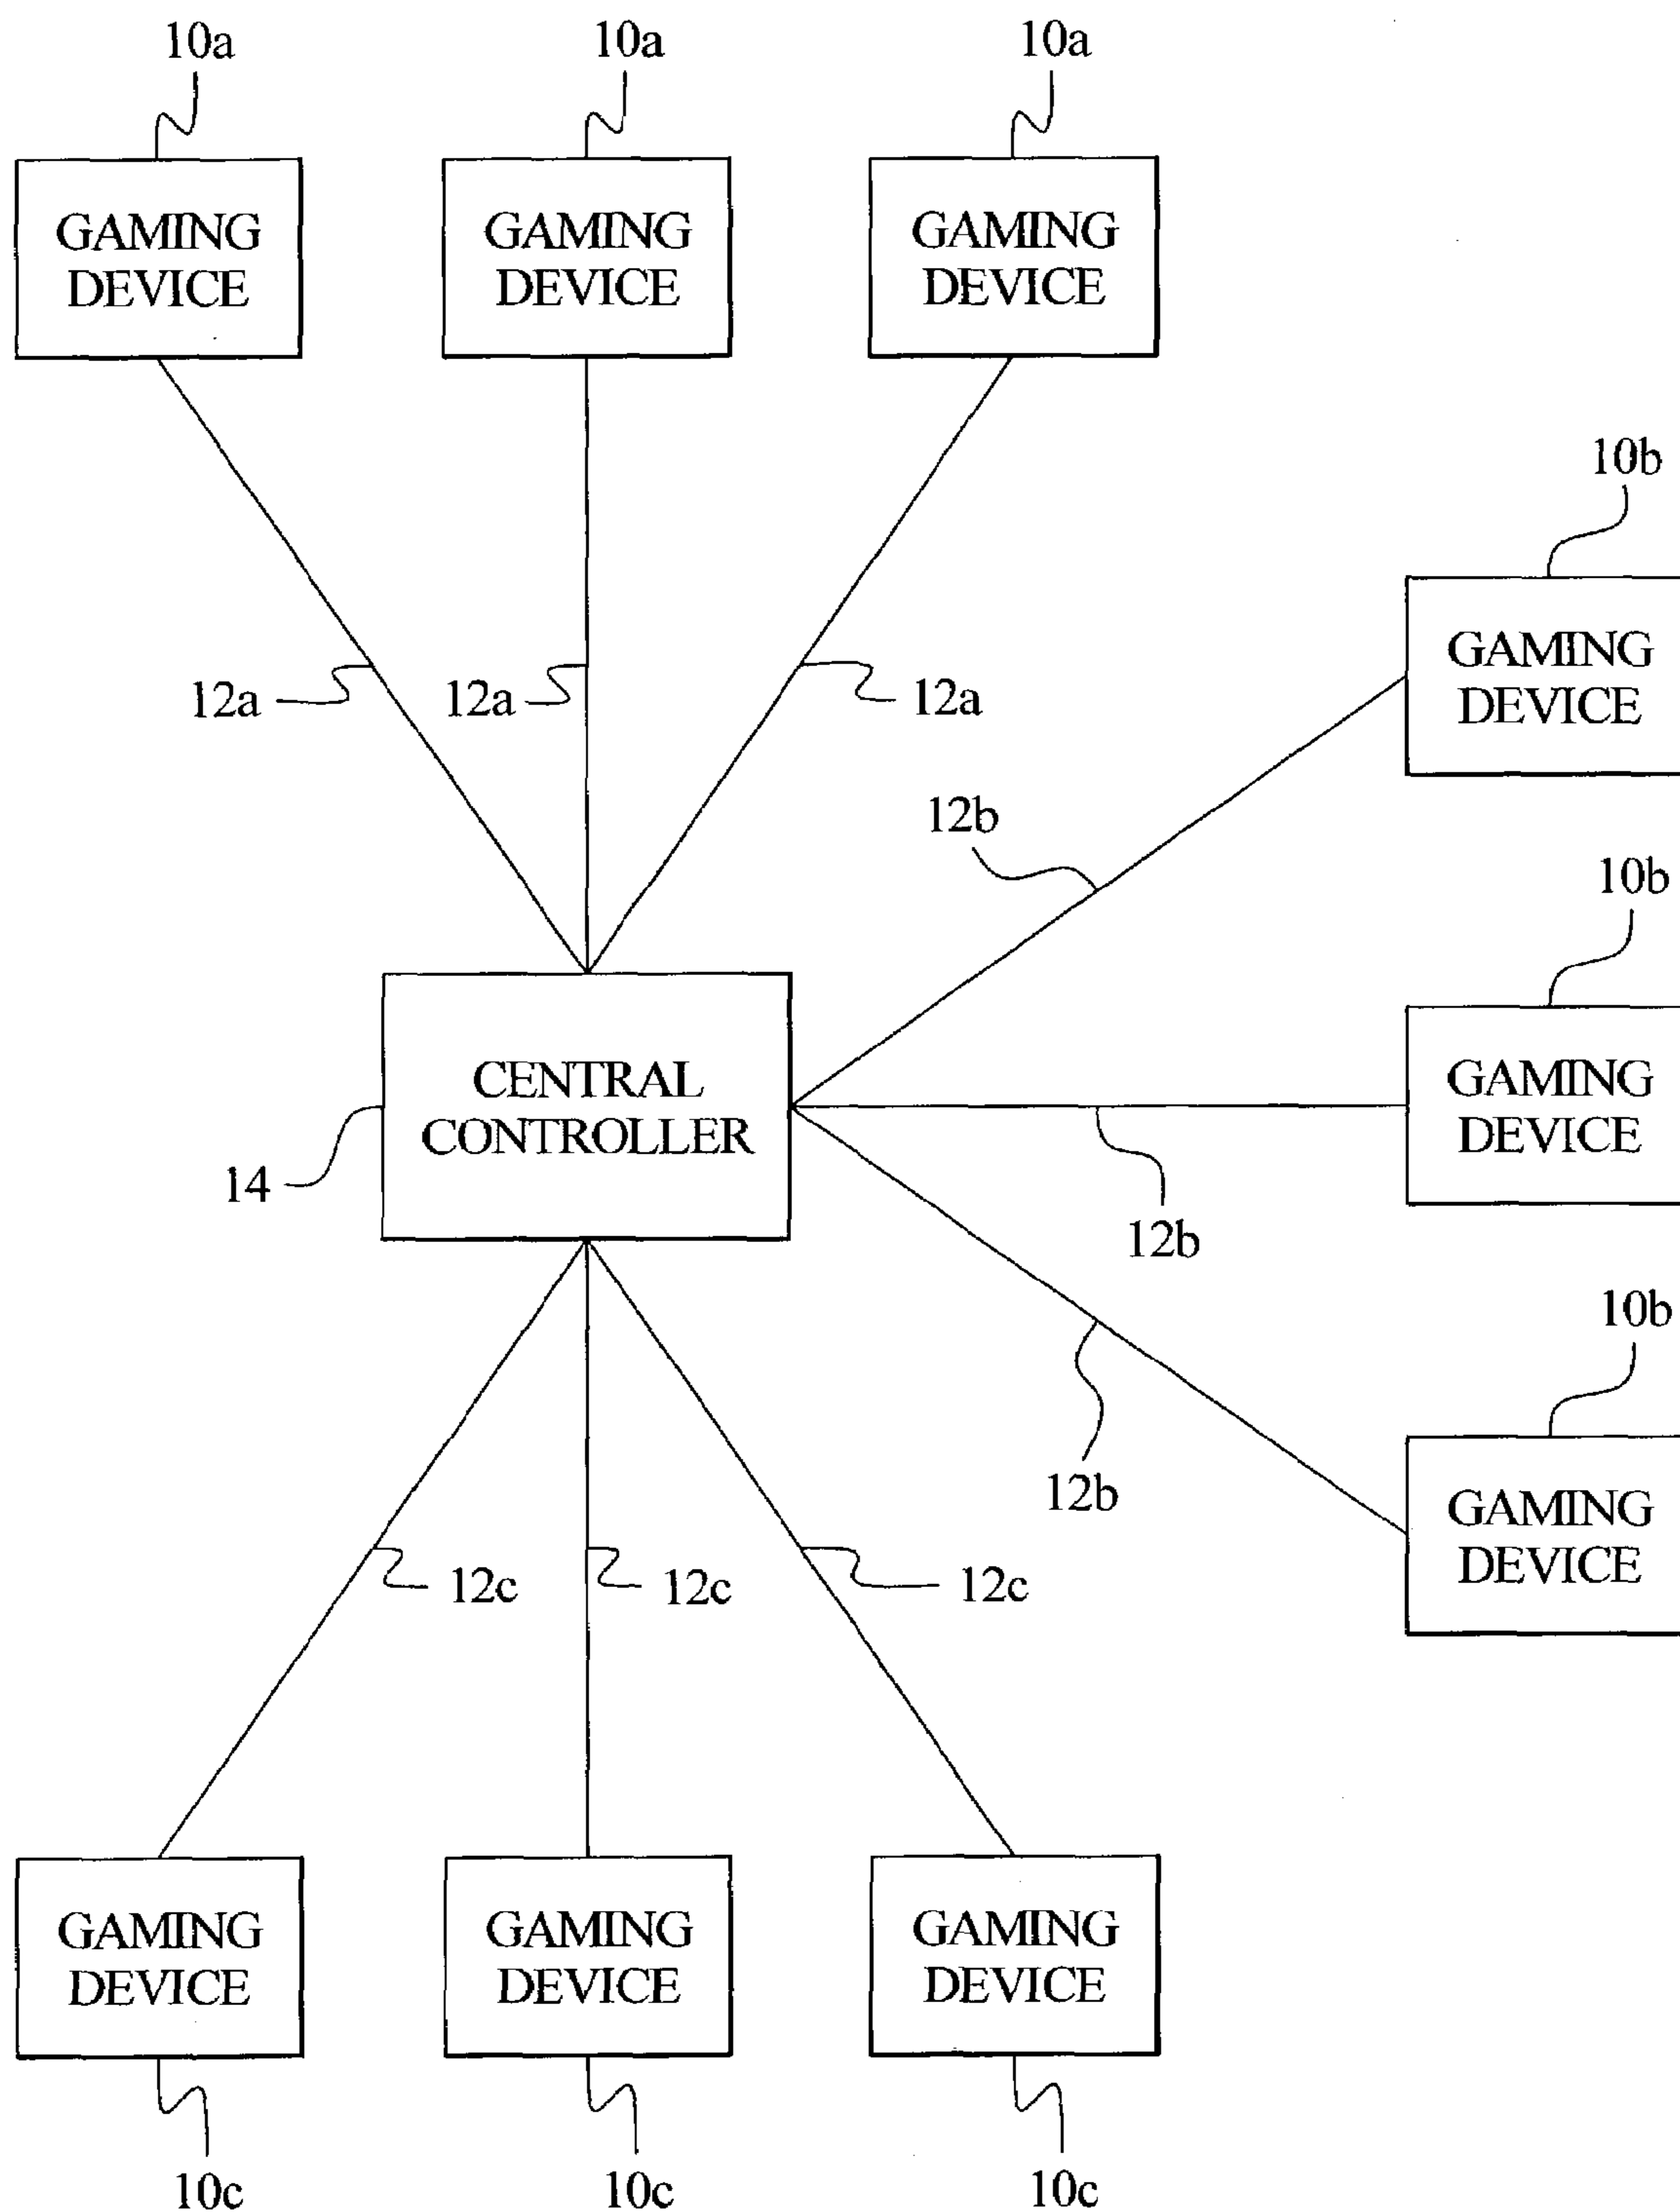 10a
10a
10a
GAMING
DEVICE
GAMING
DEVICE
GAMING
DEVICE
10b
GAMING
DEVICE
12a
12a
12a
12b
10b
CENTRAL
CONTROLLER
GAMING
DEVICE
14
12b
10b
12b
GAMING
DEVICE
12c
12c
12c
GAMING
DEVICE
GAMING
DEVICE
GAMING
DEVICE
10c
10c
10c